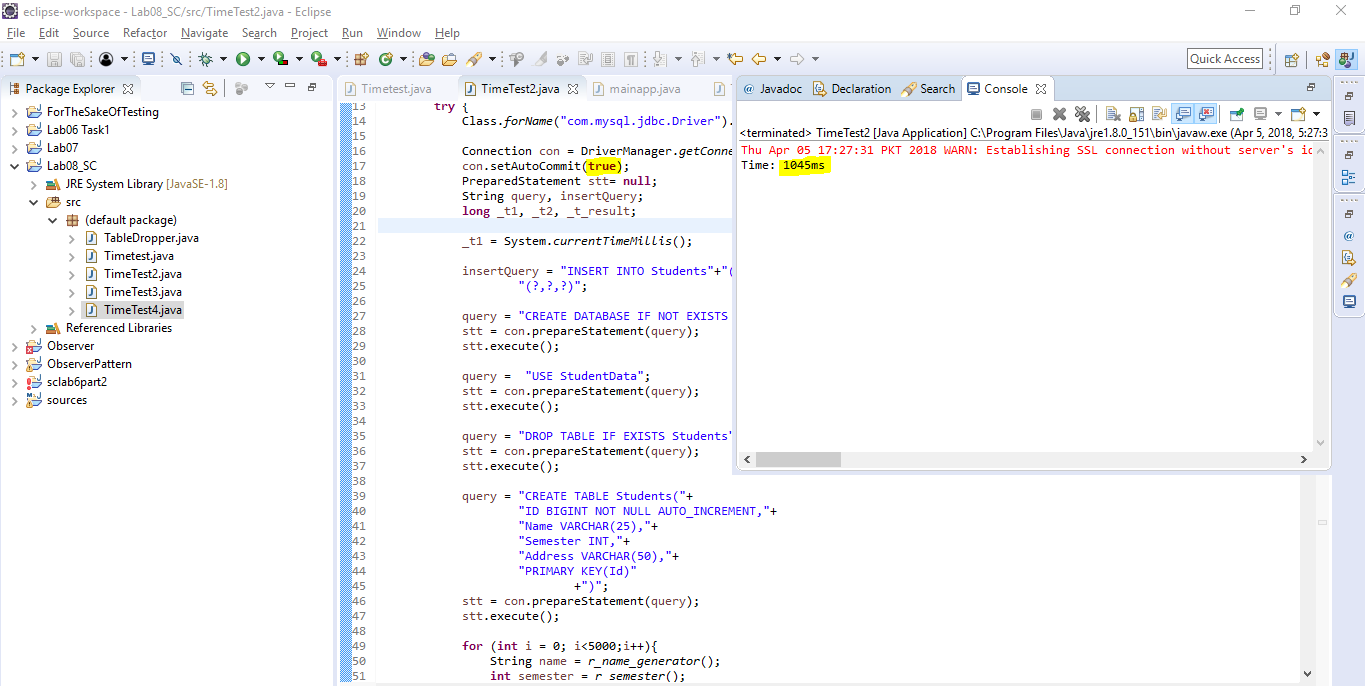 eclipse-workspace - Lab08_SC/src/TimeTest2.java - Eclipse
File Edit Source Refactor Navigate Search Project Run Window Help
Quick Access
Package Explorer
ForTheSakeOfTesting
Lab06 Task1
Lab07
Lab08_SC
JRE System Library [JavaSE-1.8]
src
(default package)
TableDropper.java
Timetest.java
TimeTest2.java
TimeTest3.java
TimeTest4.java
Referenced Libraries
Observer
ObserverPattern
sclab6part2
sources
Timetest.java TimeTest2.java mainapp.java
13 try {
14 Class.forName("com.mysql.jdbc.Driver").
15
16 Connection con = DriverManager.getConne
17 con.setAutoCommit(true);
18 PreparedStatement stt= null;
19 String query, insertQuery;
20 long _t1, _t2, _t_result;
21
22 _t1 = System.currentTimeMillis();
23
24 insertQuery = "INSERT INTO Students"+"(
25 "(?,?,?)";
26
27 query = "CREATE DATABASE IF NOT EXISTS
28 stt = con.prepareStatement(query);
29 stt.execute();
30
31 query =  "USE StudentData";
32 stt = con.prepareStatement(query);
33 stt.execute();
34
35 query = "DROP TABLE IF EXISTS Students"
36 stt = con.prepareStatement(query);
37 stt.execute();
38
39 query = "CREATE TABLE Students("+
40 "ID BIGINT NOT NULL AUTO_INCREMENT,"+
41 "Name VARCHAR(25),"+
42 "Semester INT,"+
43 "Address VARCHAR(50),"+
44 "PRIMARY KEY(Id)"
45 +")";
46 stt = con.prepareStatement(query);
47 stt.execute();
48
49 for (int i = 0; i<5000;i++){
50 String name = r_name_generator();
51 int semester = r_semester();
@ Javadoc Declaration Search Console
<terminated> TimeTest2 [Java Application] C:\Program Files\Java\jre1.8.0_151\bin\javaw.exe (Apr 5, 2018, 5:27:3
Thu Apr 05 17:27:31 PKT 2018 WARN: Establishing SSL connection without server's id
Time: 1045ms